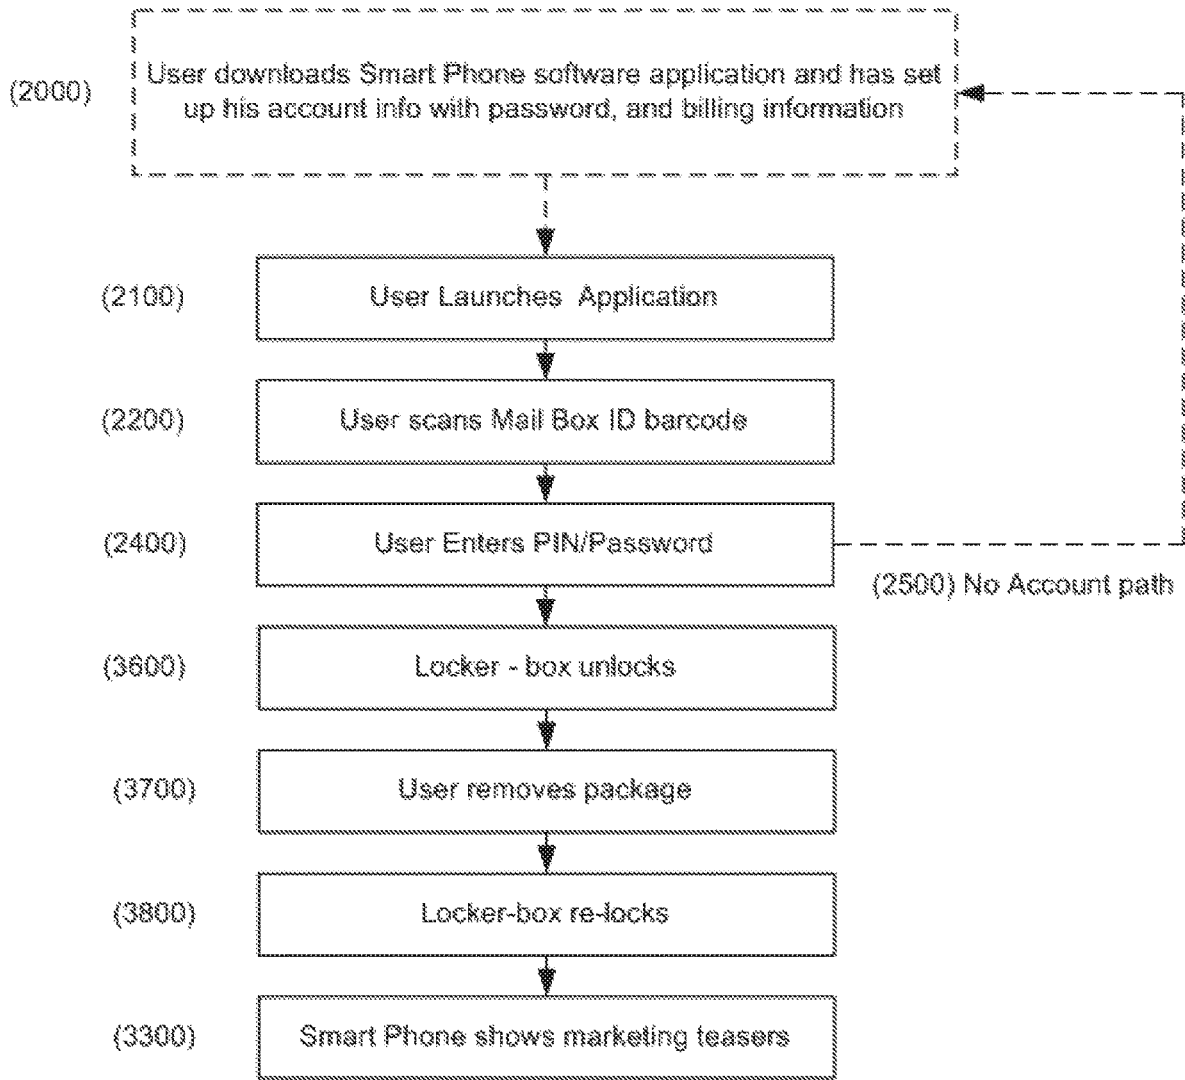 (2000)
User downloads Smart Phone software application and has set
up his account info with password, and billing information
(2100)
User Launches Application
(2200)
User scans Mail Box ID barcode
(2400)
User Enters PIN/Password
(2500) No Account path
(3600)
Locker - box unlocks
(3700)
User removes package
(3800)
Locker-box re-locks
(3300)
Smart Phone shows marketing teasers